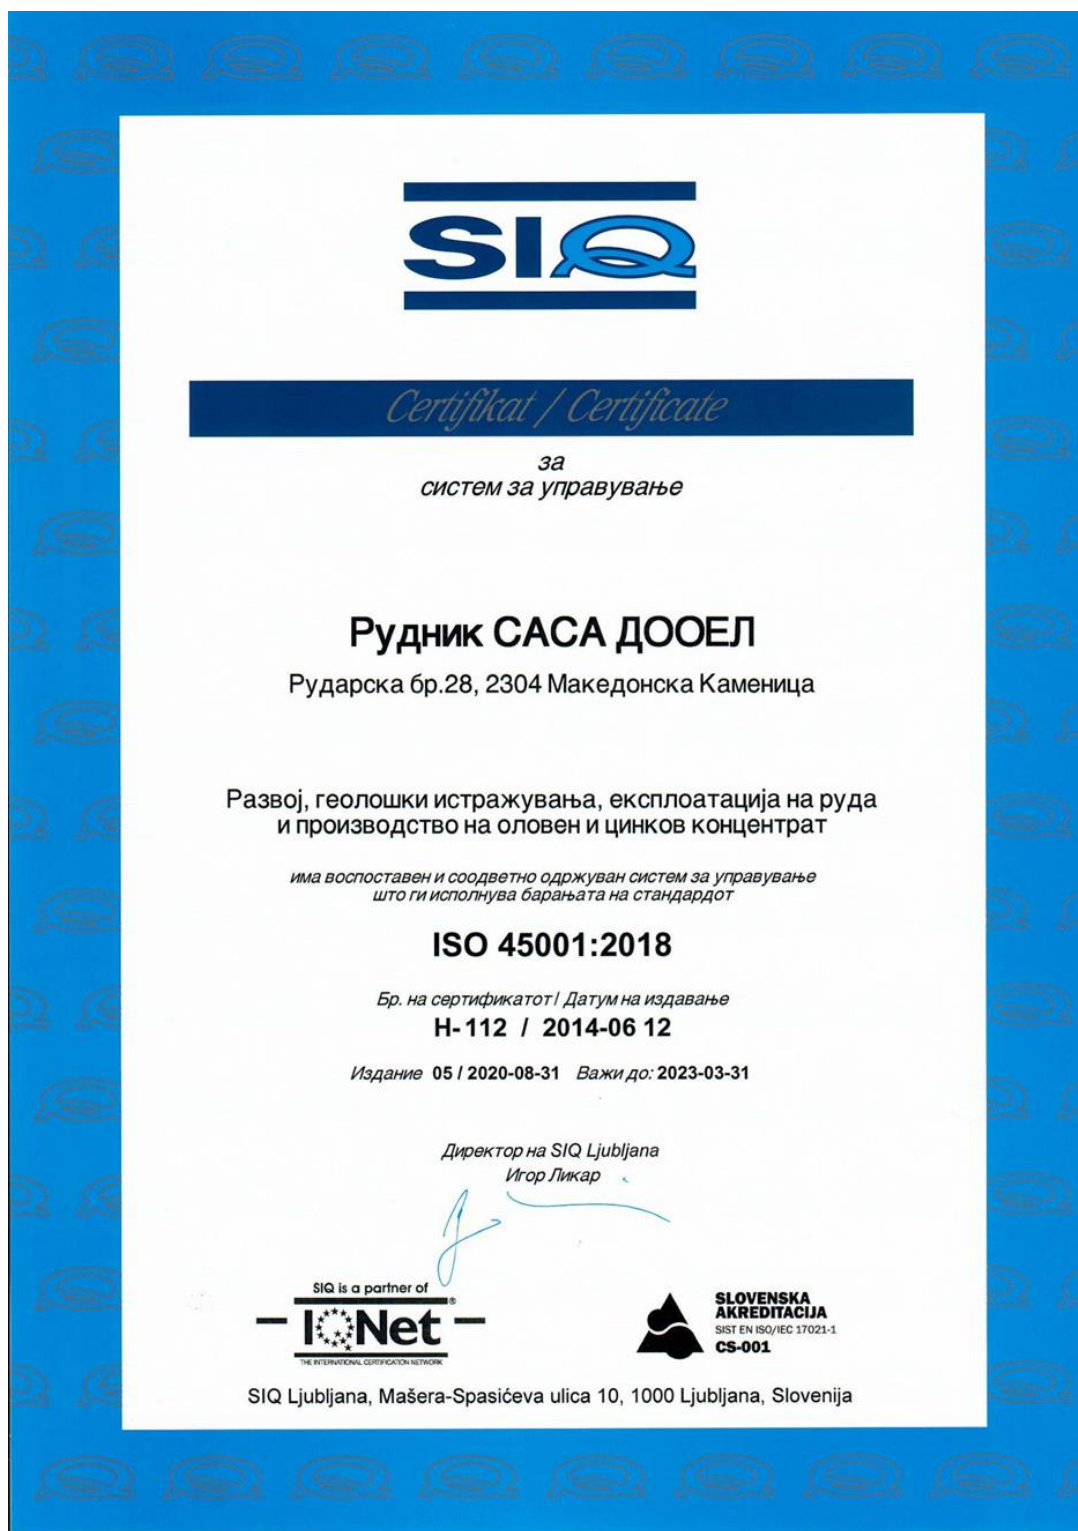 SIQ
Certifikat / Certificate
за
систем за управување
Рудник САСА ДООЕЛ
Рударска бр.28, 2304 Македонска Каменица
Развој, геолошки истражувања, експлоатација на руда
и производство на оловен и цинков концентрат
има воспоставен и соодветно одржуван систем за управување
што ги исполнува барањата на стандардот
ISO 45001:2018
Бр. на сертификатот / Датум на издавање
H-112 / 2014-06 12
Издание 05 / 2020-08-31 Важи до: 2023-03-31
Директор на SIQ Ljubljana
Игор Ликар
SIQ is a partner of
IQNet®
THE INTERNATIONAL CERTIFICATION NETWORK
SLOVENSKA
AKREDITACIJA
SIST EN ISO/IEC 17021-1
CS-001
SIQ Ljubljana, Mašera-Spasićeva ulica 10, 1000 Ljubljana, Slovenija